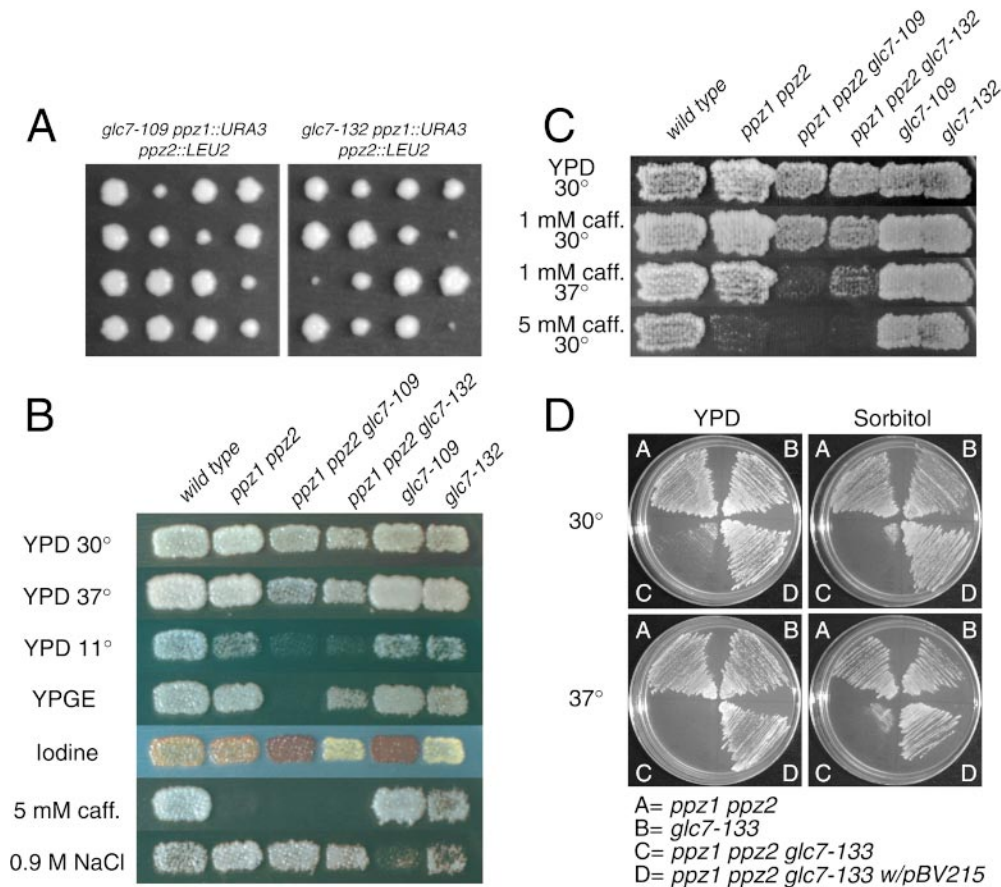 A
glc7-109 ppz1::URA3
ppz2::LEU2
glc7-132 ppz1::URA3
ppz2::LEU2
B
wild type
ppz1 ppz2
ppz1 ppz2 glc7-109
ppz1 ppz2 glc7-132
glc7-109
glc7-132
YPD 30°
YPD 37°
YPD 11°
YPGE
Iodine
5 mM caff.
0.9 M NaCl
C
wild type
ppz1 ppz2
ppz1 ppz2 glc7-109
ppz1 ppz2 glc7-132
glc7-109
glc7-132
YPD
30°
1 mM caff.
30°
1 mM caff.
37°
5 mM caff.
30°
D
YPD
Sorbitol
30°
A
B
C
D
A
B
C
D
37°
A
B
C
D
A
B
C
D
A= ppz1 ppz2
B= glc7-133
C= ppz1 ppz2 glc7-133
D= ppz1 ppz2 glc7-133 w/pBV215